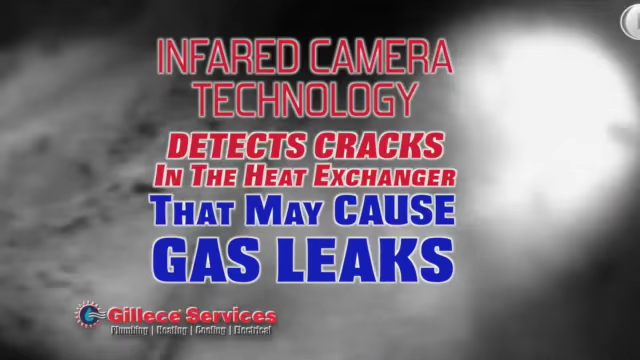 INFARED CAMERA
TECHNOLOGY
DETECTS CRACKS
IN THE HEAT EXCHANGER
THAT MAY CAUSE
GAS LEAKS
Gillece Services
Plumbing | Heating | Cooling | Electrical